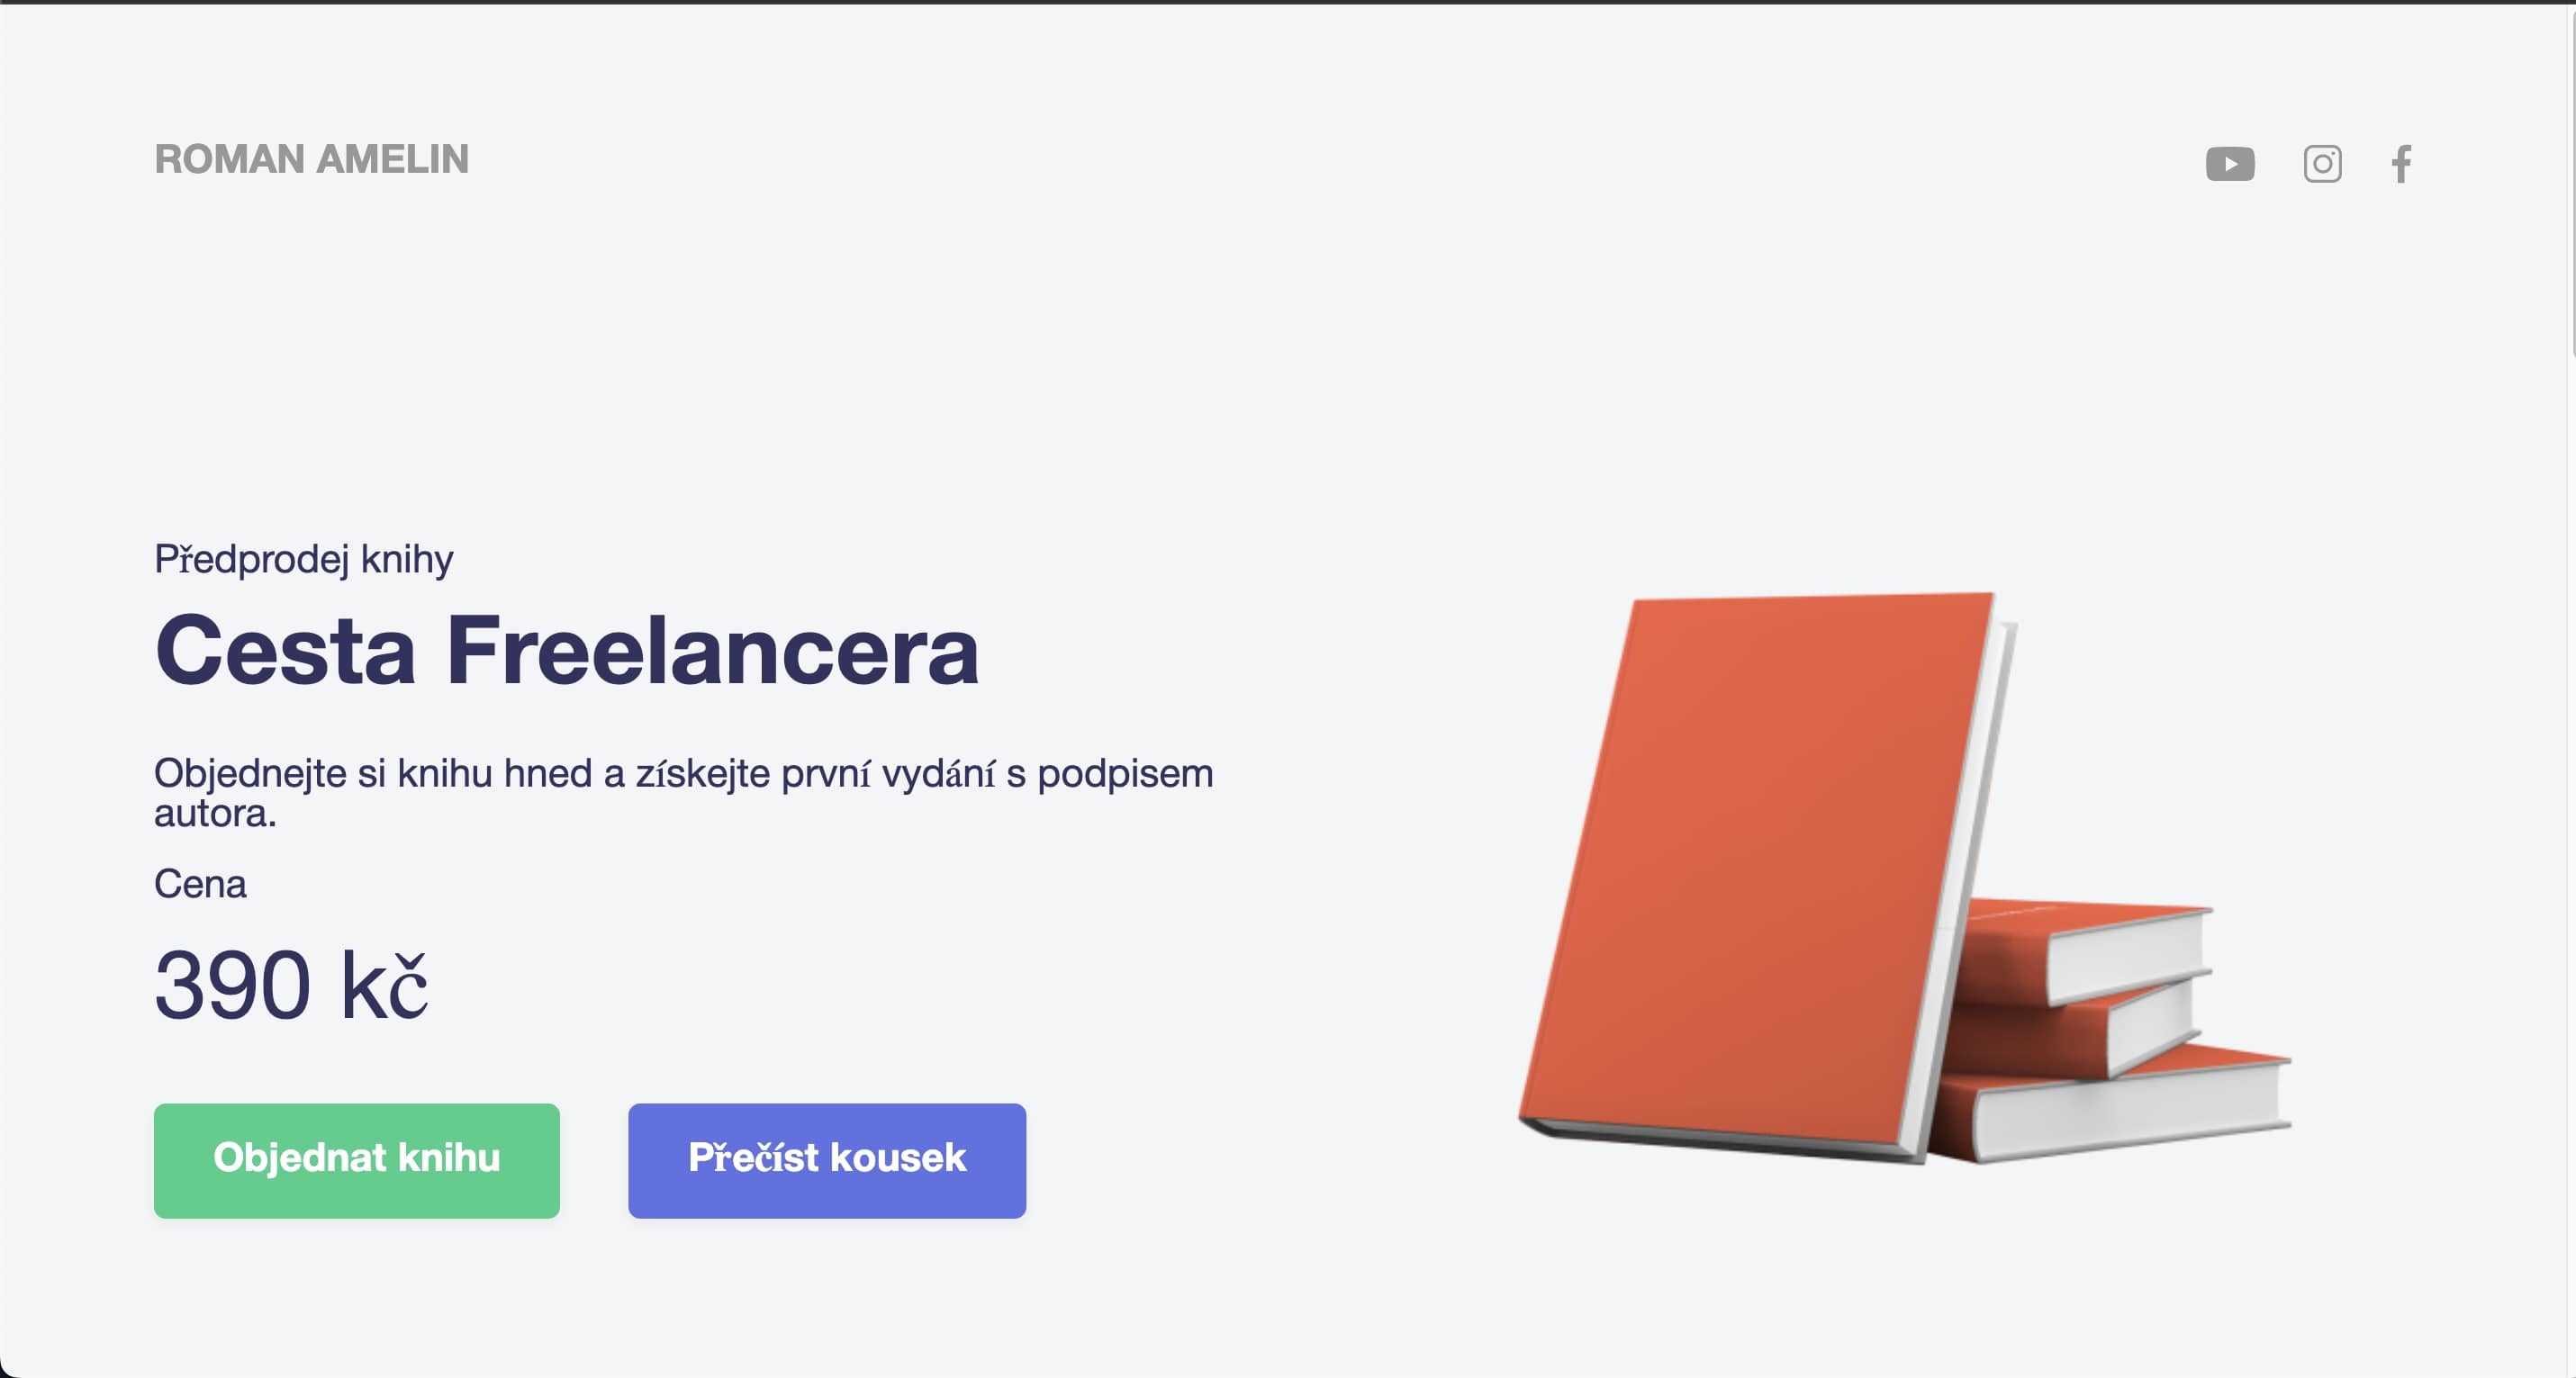 ROMAN AMELIN
Předprodej knihy
Cesta Freelancera
Objednejte si knihu hned a získejte první vydání s podpisem
autora.
Cena
390 kč
Objednat knihu
Přečíst kousek